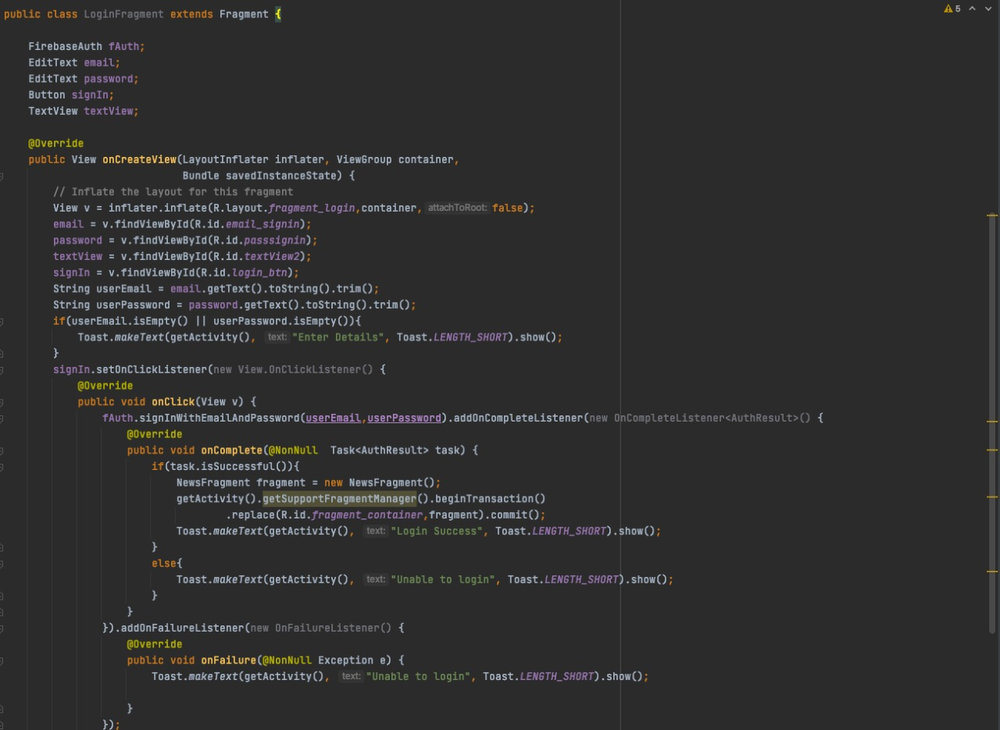 5
public class LoginFragment extends Fragment {
FirebaseAuth fAuth;
EditText email;
EditText password;
Button signIn;
TextView textView;
@Override
public View onCreateView(LayoutInflater inflater, ViewGroup container,
Bundle savedInstanceState) {
// Inflate the layout for this fragment
View v = inflater.inflate(R.layout.fragment_login,container, attachToRoot: false);
email = v.findViewById(R.id.email_signin);
password = v.findViewById(R.id.passsignin);
textView = v.findViewById(R.id.textView2);
signIn = v.findViewById(R.id.login_btn);
String userEmail = email.getText().toString().trim();
String userPassword = password.getText().toString().trim();
if(userEmail.isEmpty() || userPassword.isEmpty()){
Toast.makeText(getActivity(), text: "Enter Details", Toast.LENGTH_SHORT).show();
}
signIn.setOnClickListener(new View.OnClickListener() {
@Override
public void onClick(View v) {
fAuth.signInWithEmailAndPassword(userEmail,userPassword).addOnCompleteListener(new OnCompleteListener<AuthResult>() {
@Override
public void onComplete(@NonNull  Task<AuthResult> task) {
if(task.isSuccessful()){
NewsFragment fragment = new NewsFragment();
getActivity().getSupportFragmentManager().beginTransaction()
.replace(R.id.fragment_container,fragment).commit();
Toast.makeText(getActivity(), text: "Login Success", Toast.LENGTH_SHORT).show();
}
else{
Toast.makeText(getActivity(), text: "Unable to login", Toast.LENGTH_SHORT).show();
}
}
}).addOnFailureListener(new OnFailureListener() {
@Override
public void onFailure(@NonNull Exception e) {
Toast.makeText(getActivity(), text: "Unable to login", Toast.LENGTH_SHORT).show();
}
});